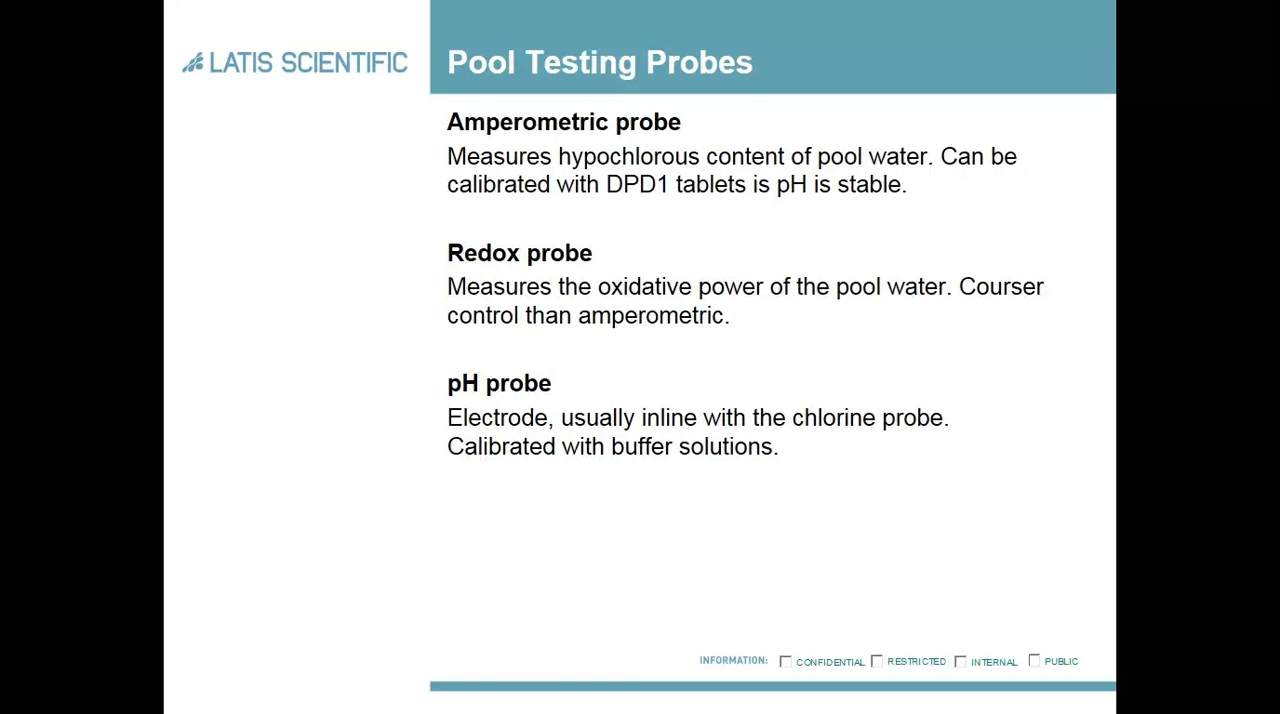 LATIS SCIENTIFIC
Pool Testing Probes
Amperometric probe
Measures hypochlorous content of pool water. Can be
calibrated with DPD1 tablets is pH is stable.
Redox probe
Measures the oxidative power of the pool water. Courser
control than amperometric.
pH probe
Electrode, usually inline with the chlorine probe.
Calibrated with buffer solutions.
INFORMATION: CONFIDENTIAL RESTRICTED INTERNAL PUBLIC